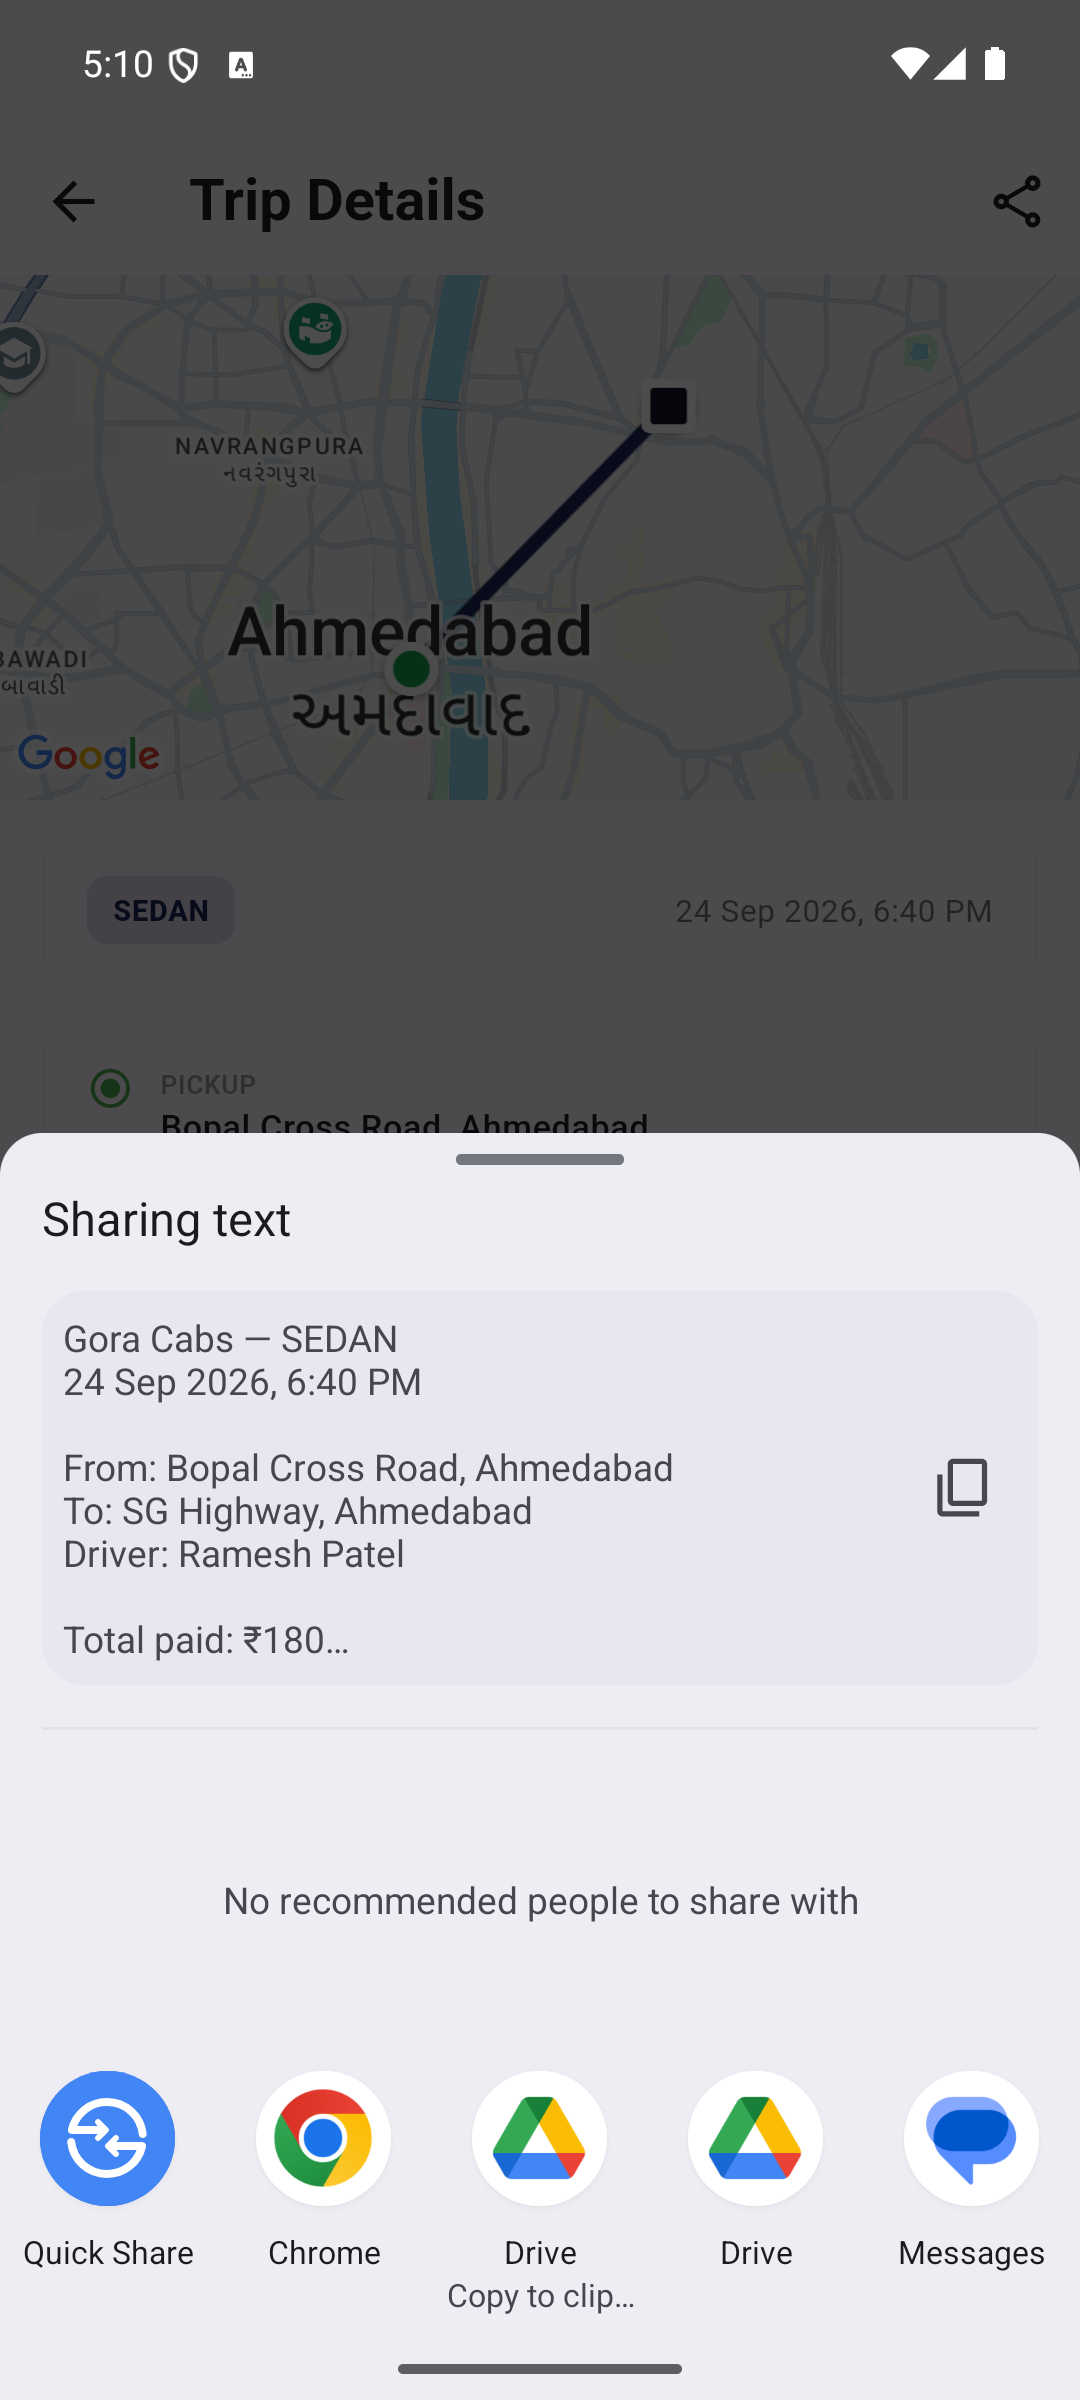 5:10
Trip Details
NAVRANGPURA
નવરંગપુરા
Ahmedabad
અમદાવાદ
BAWADI
બાવાડી
Google
SEDAN
24 Sep 2026, 6:40 PM
PICKUP
Bopal Cross Road, Ahmedabad
Sharing text
Gora Cabs — SEDAN
24 Sep 2026, 6:40 PM
From: Bopal Cross Road, Ahmedabad
To: SG Highway, Ahmedabad
Driver: Ramesh Patel
Total paid: ₹180…
No recommended people to share with
Quick Share
Chrome
Drive
Drive
Messages
Copy to clip…